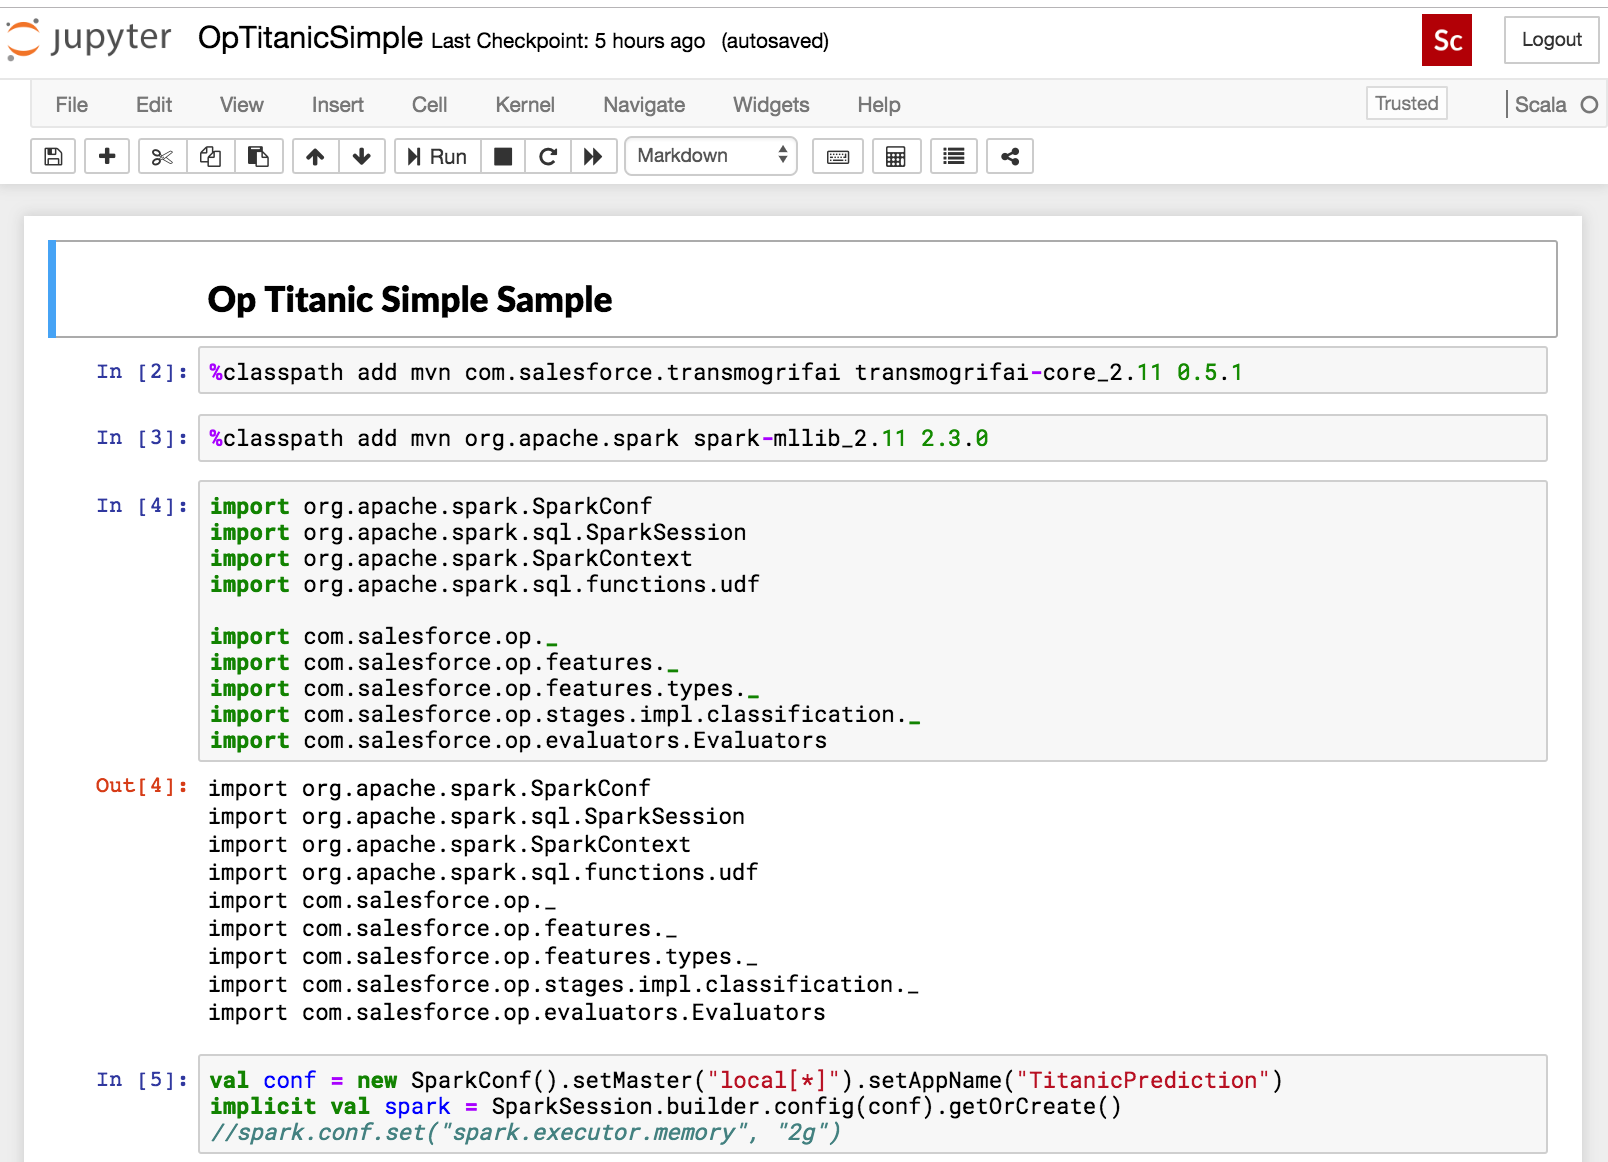 jupyter OpTitanicSimple Last Checkpoint: 5 hours ago (autosaved) Sc Logout
File Edit View Insert Cell Kernel Navigate Widgets Help Trusted Scala
Run Markdown
Op Titanic Simple Sample
In [2]: %classpath add mvn com.salesforce.transmogrifai transmogrifai-core_2.11 0.5.1
In [3]: %classpath add mvn org.apache.spark spark-mllib_2.11 2.3.0
In [4]: import org.apache.spark.SparkConf
import org.apache.spark.sql.SparkSession
import org.apache.spark.SparkContext
import org.apache.spark.sql.functions.udf
import com.salesforce.op._
import com.salesforce.op.features._
import com.salesforce.op.features.types._
import com.salesforce.op.stages.impl.classification._
import com.salesforce.op.evaluators.Evaluators
Out[4]: import org.apache.spark.SparkConf
import org.apache.spark.sql.SparkSession
import org.apache.spark.SparkContext
import org.apache.spark.sql.functions.udf
import com.salesforce.op._
import com.salesforce.op.features._
import com.salesforce.op.features.types._
import com.salesforce.op.stages.impl.classification._
import com.salesforce.op.evaluators.Evaluators
In [5]: val conf = new SparkConf().setMaster("local[*]").setAppName("TitanicPrediction")
implicit val spark = SparkSession.builder.config(conf).getOrCreate()
//spark.conf.set("spark.executor.memory", "2g")